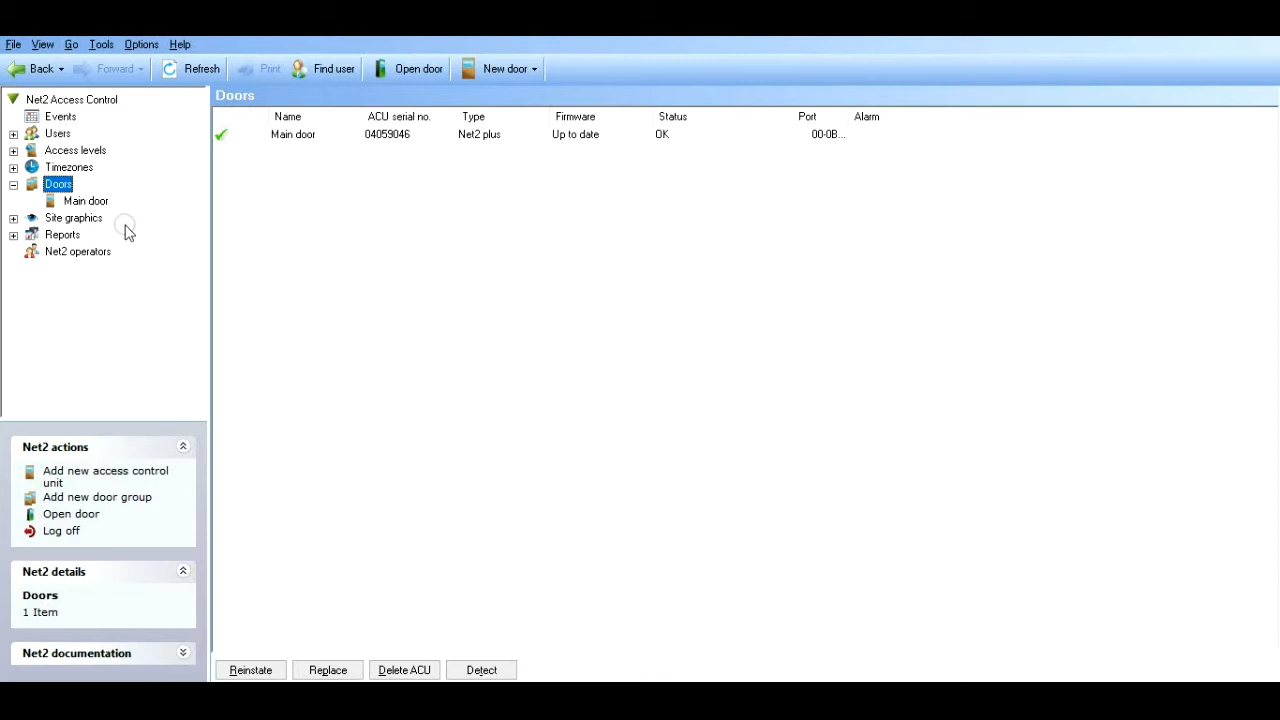 File View Go Tools Options Help
Back Forward Refresh Print Find user Open door New door
Net2 Access Control
Events
Users
Access levels
Timezones
Doors
Main door
Site graphics
Reports
Net2 operators
Net2 actions
Add new access control
unit
Add new door group
Open door
Log off
Net2 details
Doors
1 Item
Net2 documentation
Doors
Name ACU serial no. Type Firmware Status Port Alarm
Main door 04059046 Net2 plus Up to date OK 00-0B...
Reinstate Replace Delete ACU Detect